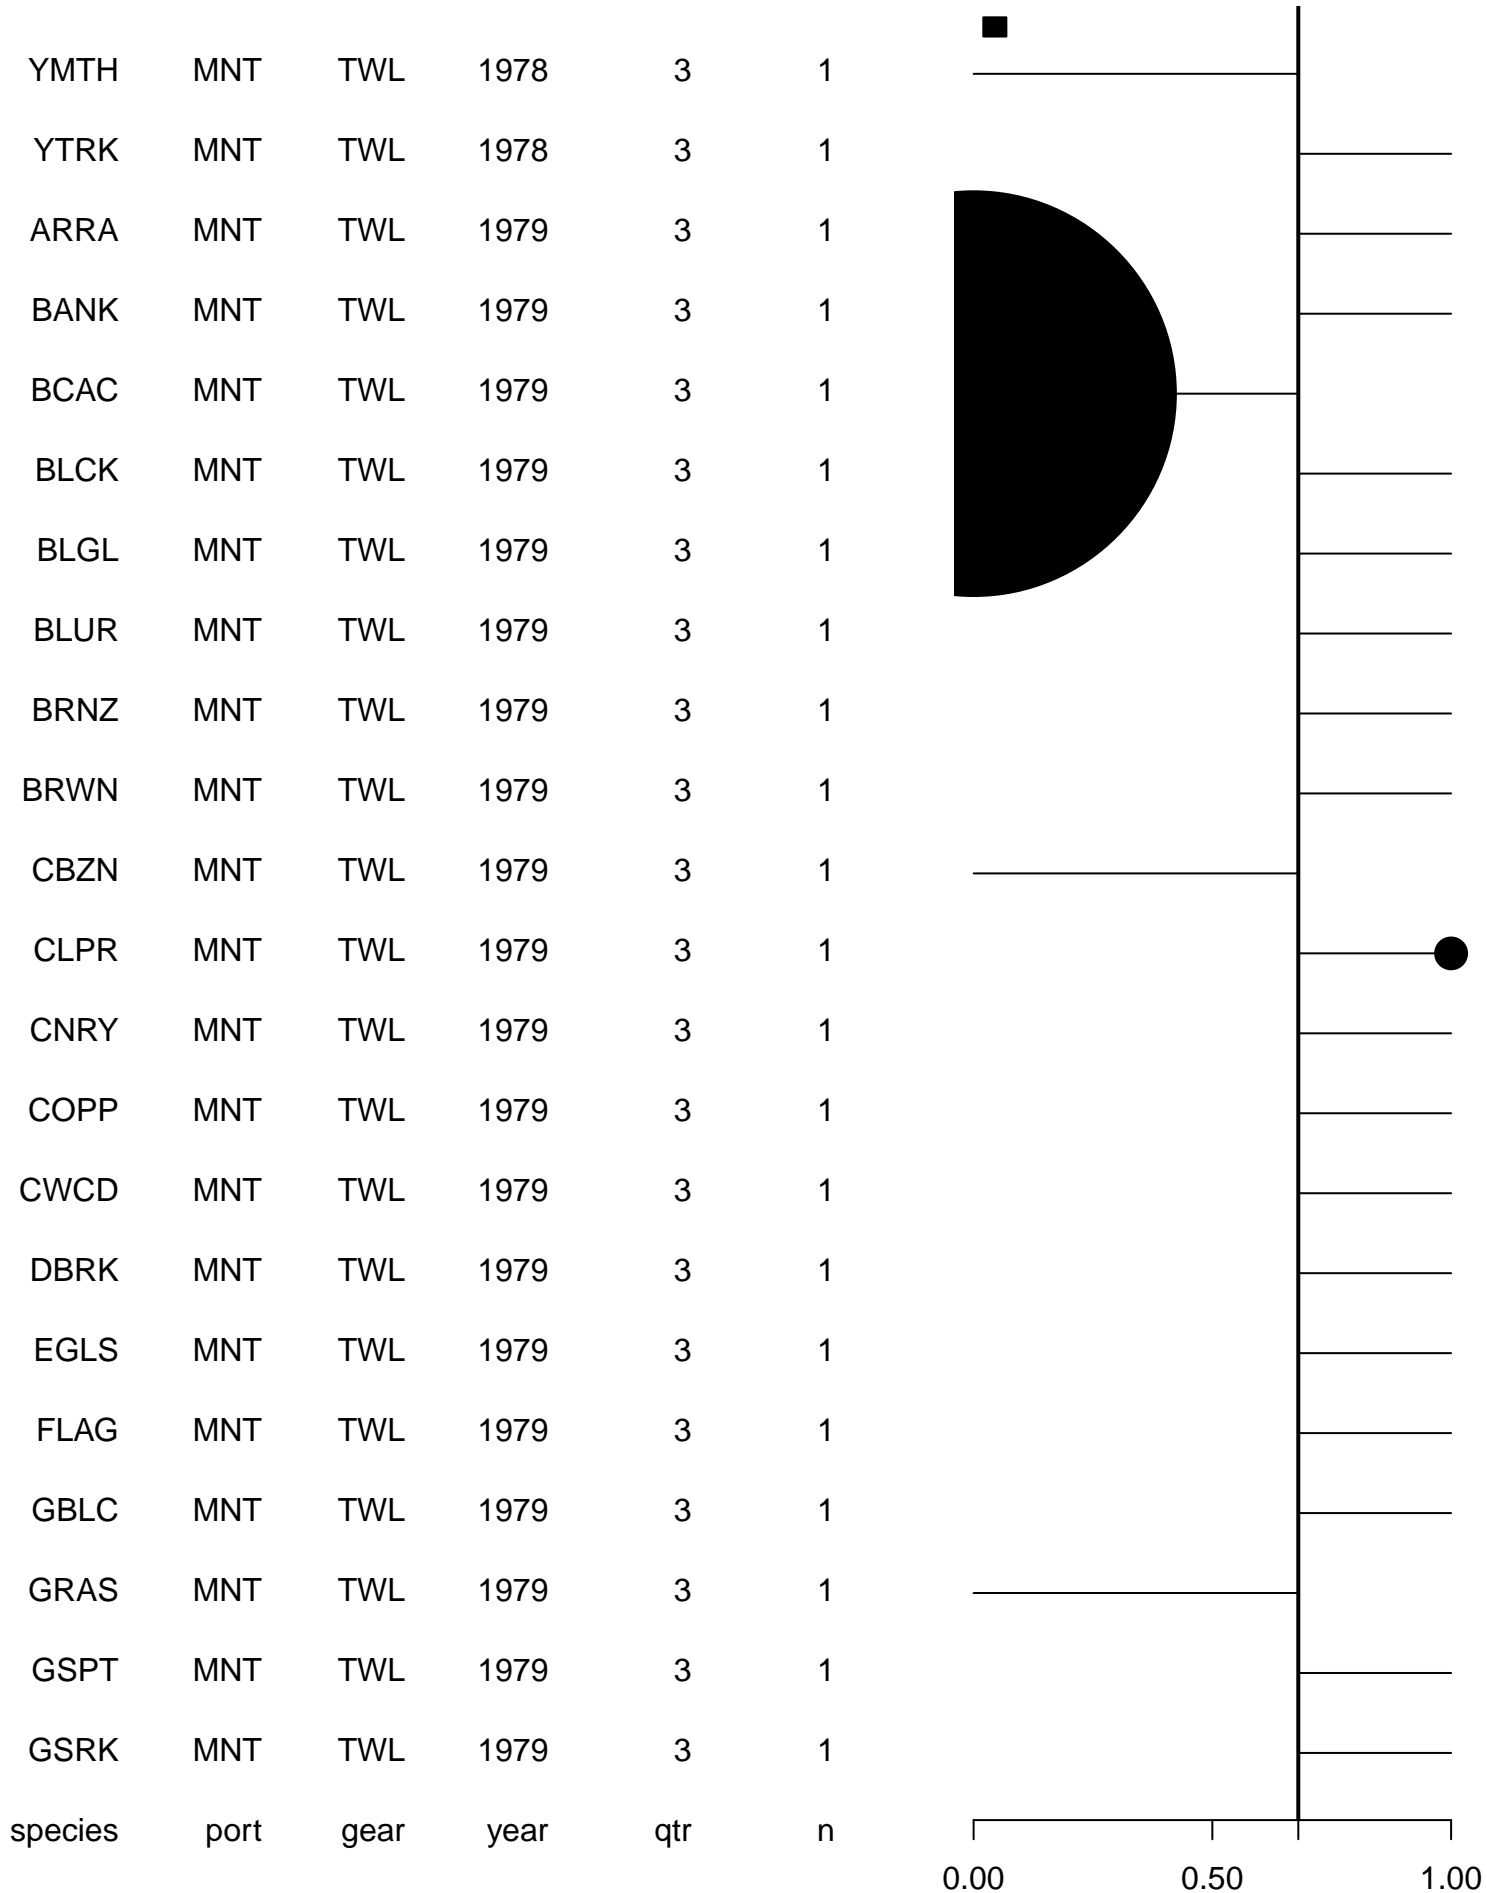 YMTH MNT TWL 1978 3 1
YTRK MNT TWL 1978 3 1
ARRA MNT TWL 1979 3 1
BANK MNT TWL 1979 3 1
BCAC MNT TWL 1979 3 1
BLCK MNT TWL 1979 3 1
BLGL MNT TWL 1979 3 1
BLUR MNT TWL 1979 3 1
BRNZ MNT TWL 1979 3 1
BRWN MNT TWL 1979 3 1
CBZN MNT TWL 1979 3 1
CLPR MNT TWL 1979 3 1
CNRY MNT TWL 1979 3 1
COPP MNT TWL 1979 3 1
CWCD MNT TWL 1979 3 1
DBRK MNT TWL 1979 3 1
EGLS MNT TWL 1979 3 1
FLAG MNT TWL 1979 3 1
GBLC MNT TWL 1979 3 1
GRAS MNT TWL 1979 3 1
GSPT MNT TWL 1979 3 1
GSRK MNT TWL 1979 3 1
species port gear year qtr n
0.00 0.50 1.00